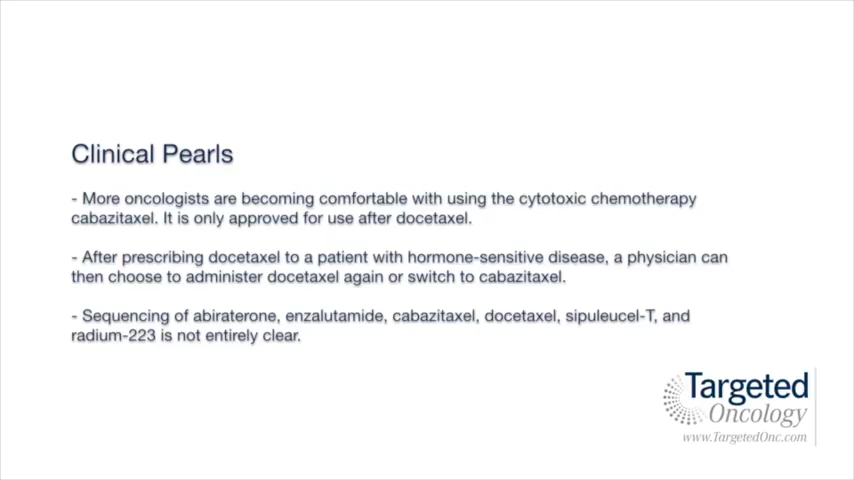 Clinical Pearls
- More oncologists are becoming comfortable with using the cytotoxic chemotherapy
cabazitaxel. It is only approved for use after docetaxel.
- After prescribing docetaxel to a patient with hormone-sensitive disease, a physician can
then choose to administer docetaxel again or switch to cabazitaxel.
- Sequencing of abiraterone, enzalutamide, cabazitaxel, docetaxel, sipuleucel-T, and
radium-223 is not entirely clear.
Targeted
Oncology
www.TargetedOnc.com